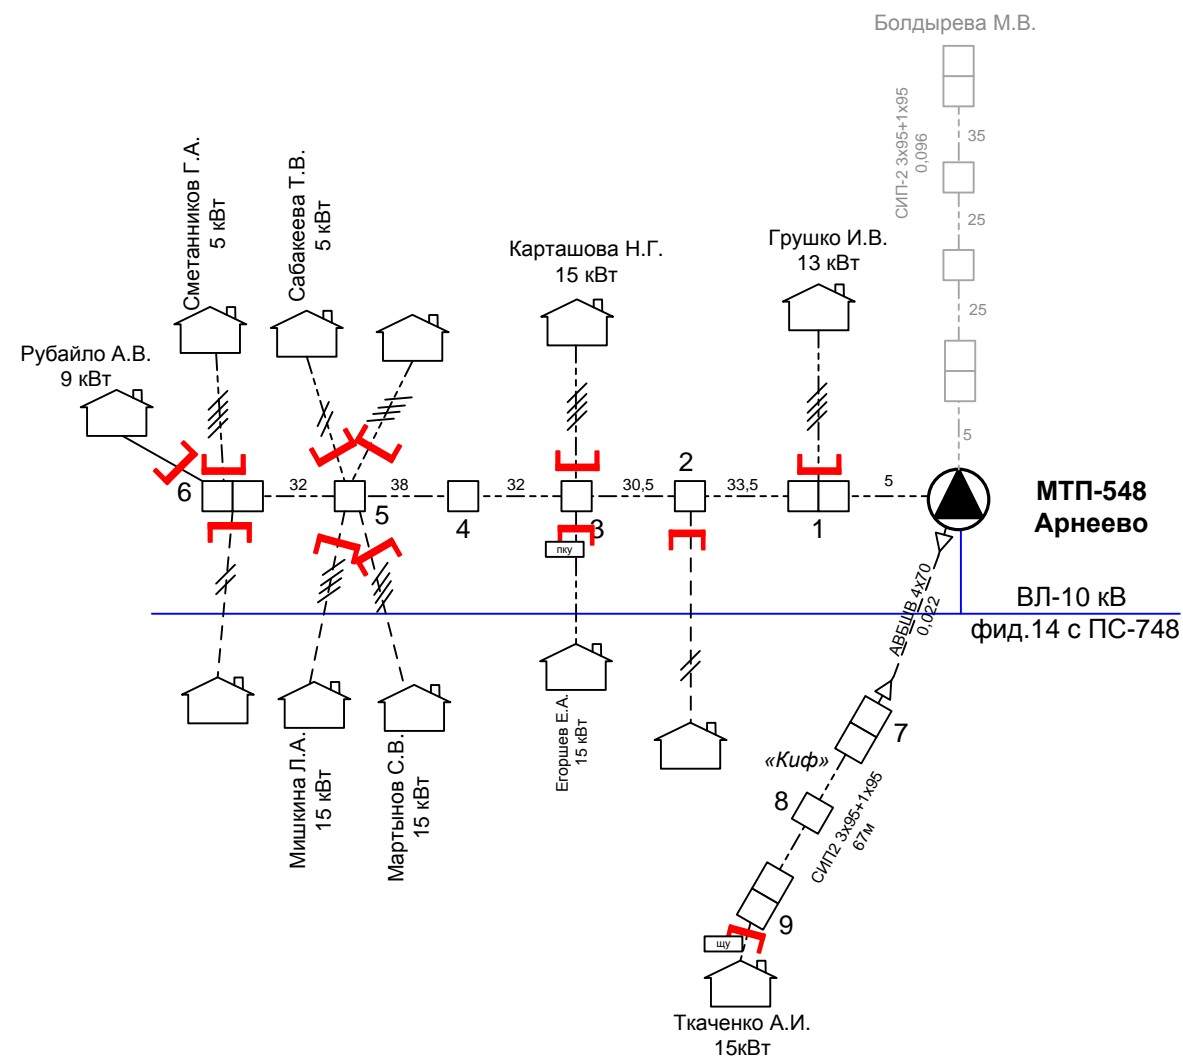 Болдырева М.В.
СИП-2 3х95+1х95
0,096
35
25
25
5
Сметанников Г.А.
5 кВт
Сабакеева Т.В.
5 кВт
Карташова Н.Г.
15 кВт
Грушко И.В.
13 кВт
Рубайло А.В.
9 кВт
6
32
5
38
4
32
3
30,5
2
33,5
1
5
МТП-548
Арнеево
пку
АВБШВ 4х70
0,022
ВЛ-10 кВ
фид.14 с ПС-748
Мишкина Л.А.
15 кВт
Мартынов С.В.
15 кВт
Егоршев Е.А.
15 кВт
7
«Киф»
8
СИП2 3х95+1х95
67м
9
щу
Ткаченко А.И.
15кВт